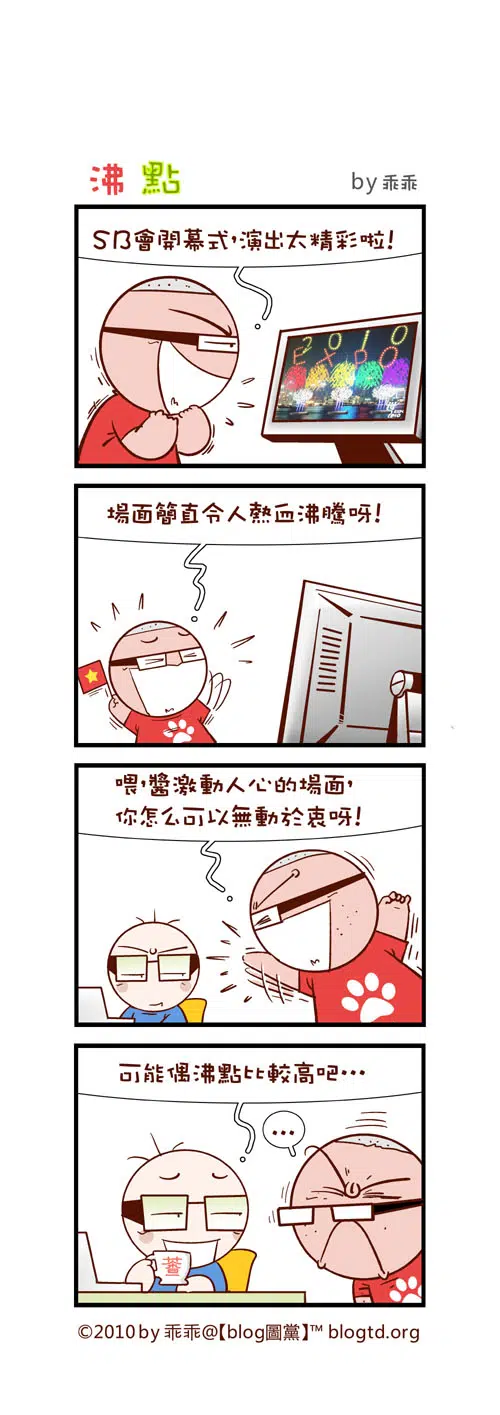 沸點
by 乖乖
SB會開幕式,演出太精彩啦!
2010
EXPO
場面簡直令人熱血沸騰呀!
喂,醬激動人心的場面,
你怎么可以無動於衷呀!
可能偶沸點比較高吧…
…
©2010 by 乖乖@【blog圖黨】™ blogtd.org